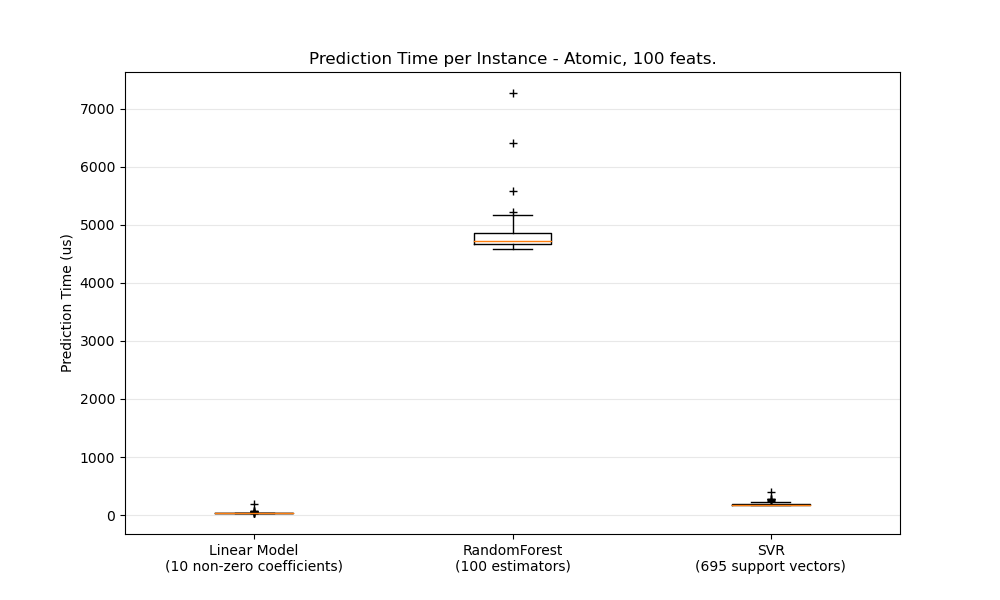 Prediction Time per Instance - Atomic, 100 feats.
7000
6000
5000
4000
3000
2000
1000
0
Prediction Time (us)
Linear Model
(10 non-zero coefficients)
RandomForest
(100 estimators)
SVR
(695 support vectors)